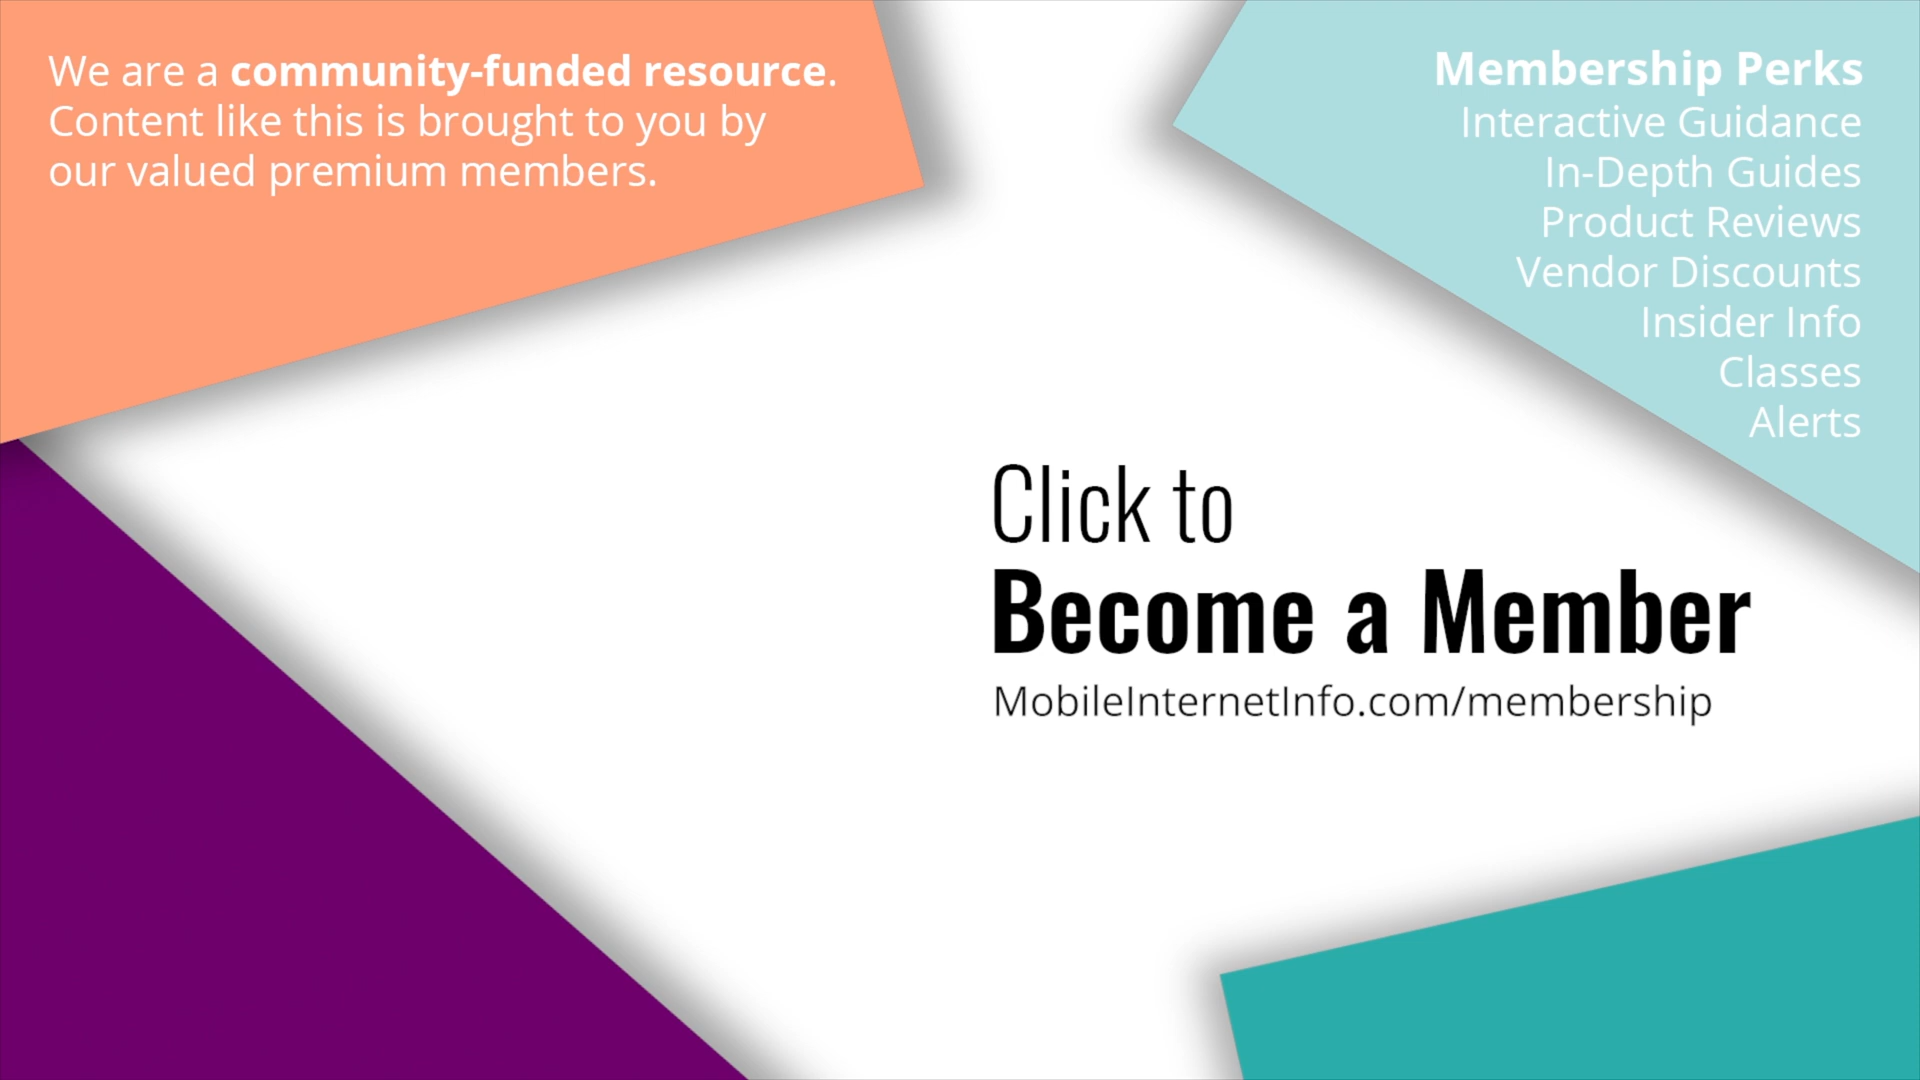 We are a community-funded resource.
Content like this is brought to you by
our valued premium members.
Membership Perks
Interactive Guidance
In-Depth Guides
Product Reviews
Vendor Discounts
Insider Info
Classes
Alerts
Click to
Become a Member
MobileInternetInfo.com/membership